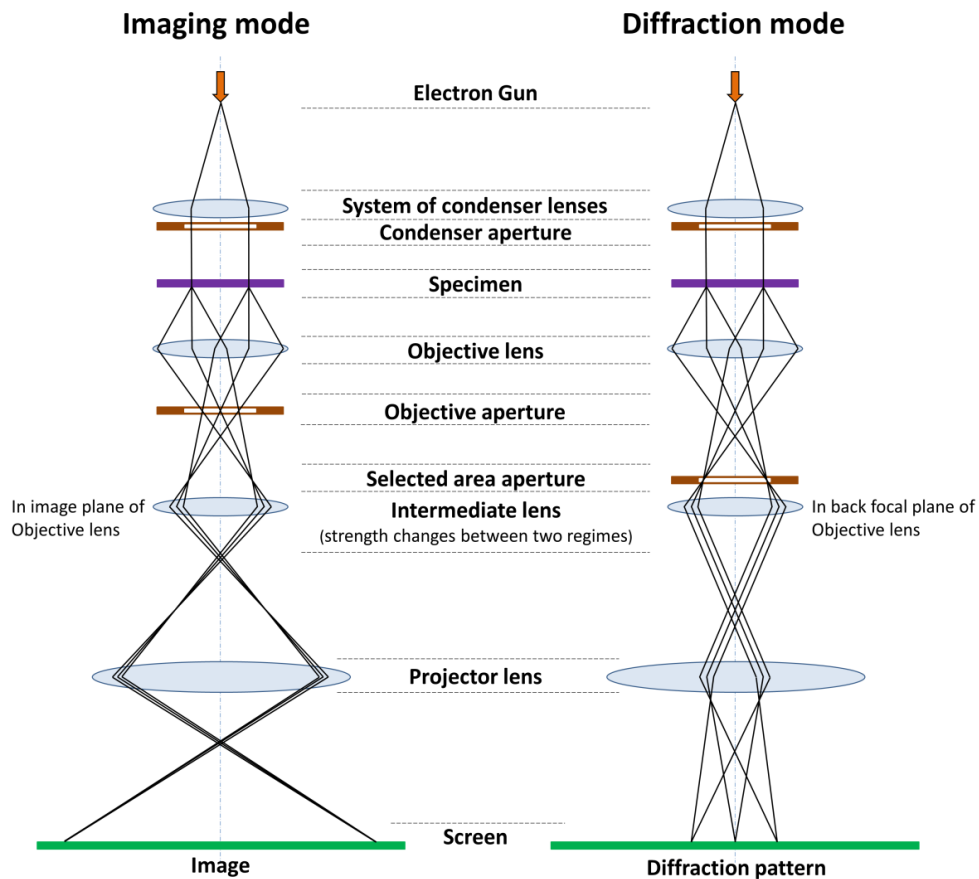 Imaging mode
Diffraction mode
Electron Gun
System of condenser lenses
Condenser aperture
Specimen
Objective lens
Objective aperture
Selected area aperture
In image plane of
Objective lens
Intermediate lens
(strength changes between two regimes)
In back focal plane of
Objective lens
Projector lens
Screen
Image
Diffraction pattern